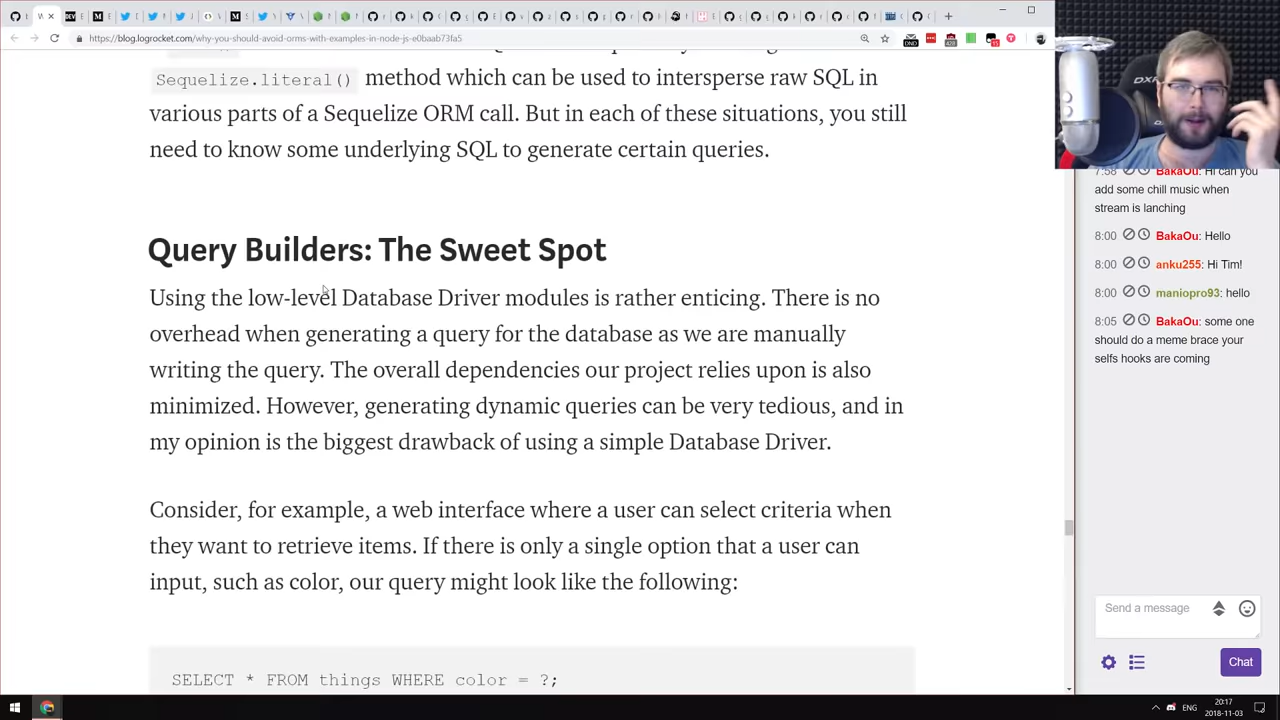 https://blog.logrocket.com/why-you-should-avoid-orms-with-examples-in-node-js-e0baab73fa5
Sequelize.literal() method which can be used to intersperse raw SQL in
various parts of a Sequelize ORM call. But in each of these situations, you still
need to know some underlying SQL to generate certain queries.
Query Builders: The Sweet Spot
Using the low-level Database Driver modules is rather enticing. There is no
overhead when generating a query for the database as we are manually
writing the query. The overall dependencies our project relies upon is also
minimized. However, generating dynamic queries can be very tedious, and in
my opinion is the biggest drawback of using a simple Database Driver.
Consider, for example, a web interface where a user can select criteria when
they want to retrieve items. If there is only a single option that a user can
input, such as color, our query might look like the following:
SELECT * FROM things WHERE color = ?;
DXR
7:58 BakaOu: Hi can you
add some chill music when
stream is lanching
8:00 BakaOu: Hello
8:00 anku255: Hi Tim!
8:00 maniopro93: hello
8:05 BakaOu: some one
should do a meme brace your
selfs hooks are coming
Send a message
Chat
ENG
20:17
2018-11-03